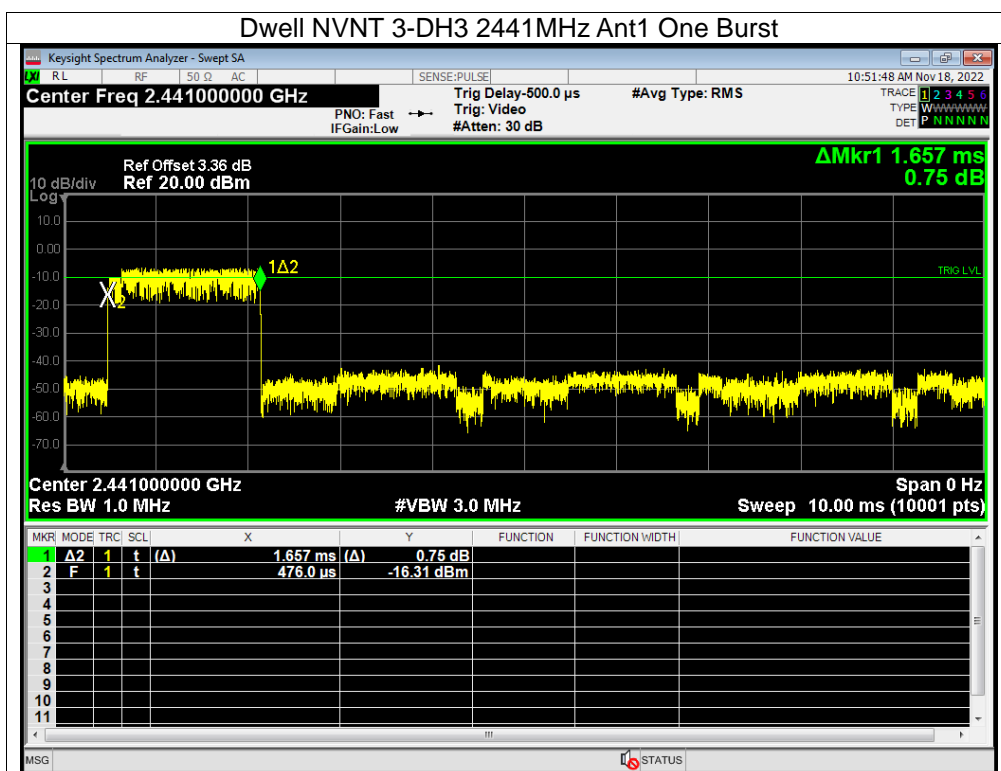 Dwell NVNT 3-DH3 2441MHz Ant1 One Burst
Keysight Spectrum Analyzer - Swept SA
LXI RL RF 50 Ω AC SENSE:PULSE 10:51:48 AM Nov 18, 2022
Center Freq 2.441000000 GHz Trig Delay-500.0 µs #Avg Type: RMS TRACE 1 2 3 4 5 6
PNO: Fast Trig: Video TYPE WWWWWW
IFGain:Low #Atten: 30 dB DET P N N N N N
ΔMkr1 1.657 ms
0.75 dB
Ref Offset 3.36 dB
10 dB/div Ref 20.00 dBm
Log
10.0
0.00
1Δ2
-10.0 TRIG LVL
2
-20.0
-30.0
-40.0
-50.0
-60.0
-70.0
Center 2.441000000 GHz Span 0 Hz
Res BW 1.0 MHz #VBW 3.0 MHz Sweep 10.00 ms (10001 pts)
MKR MODE TRC SCL X Y FUNCTION FUNCTION WIDTH FUNCTION VALUE
1 Δ2 1 t (Δ) 1.657 ms (Δ) 0.75 dB
2 F 1 t 476.0 µs -16.31 dBm
3
4
5
6
7
8
9
10
11
MSG STATUS